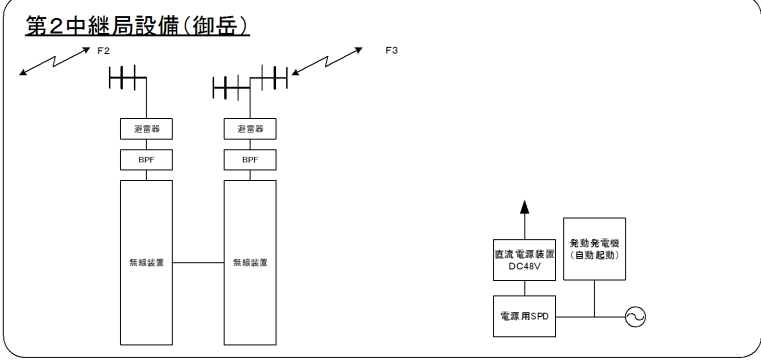 第2中継局設備(御岳)
F2
F3
避雷器
避雷器
BPF
BPF
無線装置
無線装置
直流電源装置
DC48V
発動発電機
(自動起動)
電源用SPD